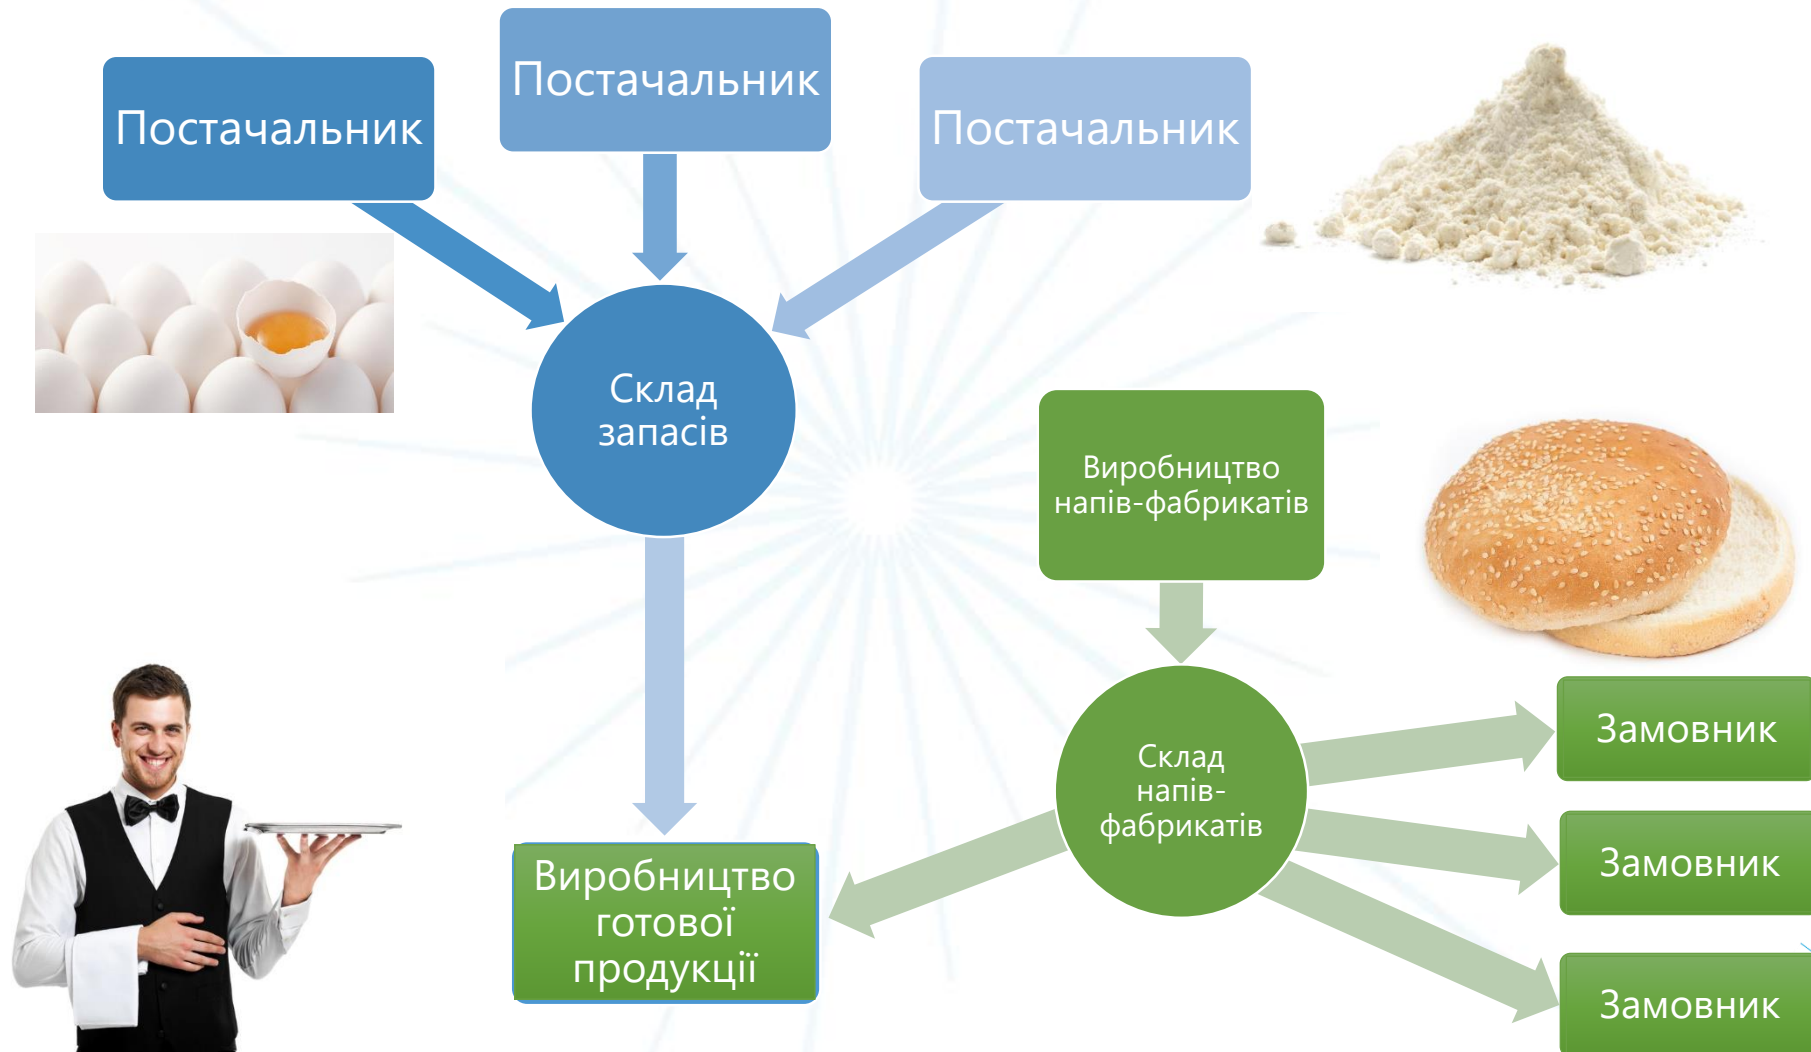 Постачальник
Постачальник
Постачальник
Склад
запасів
Виробництво
напів-фабрикатів
Склад
напів-
фабрикатів
Замовник
Замовник
Замовник
Виробництво
готової
продукції